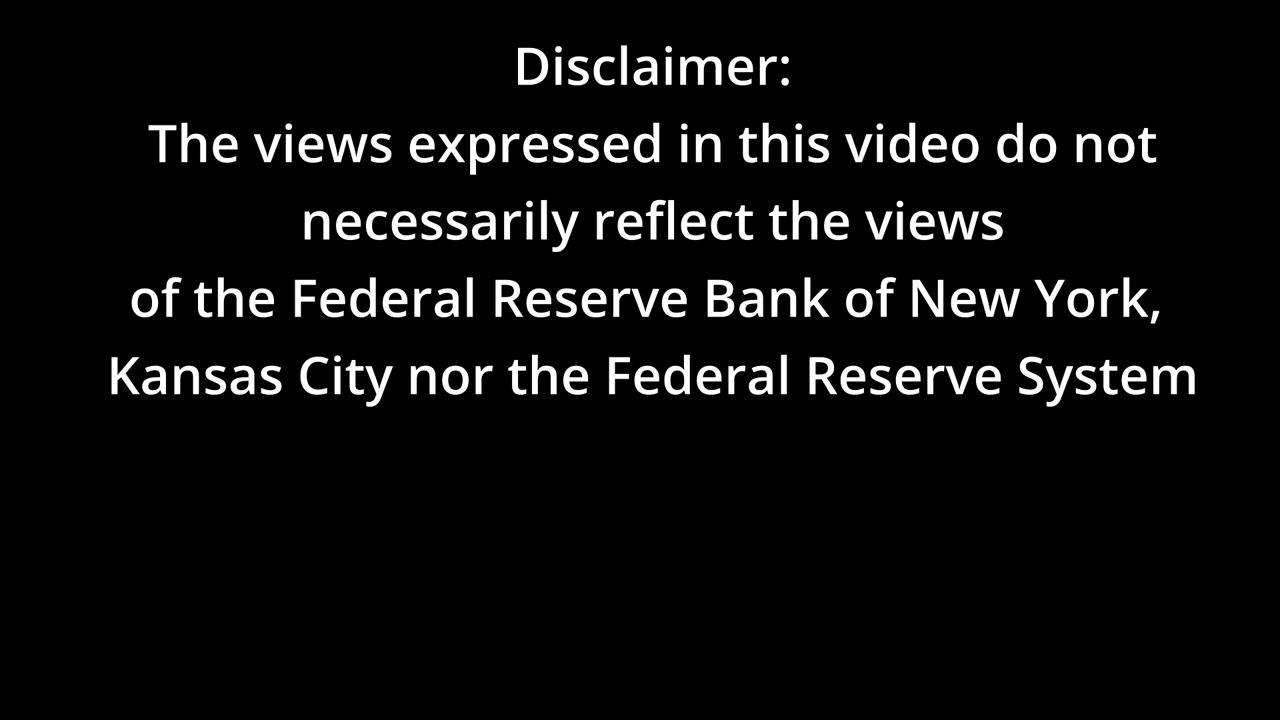 Disclaimer:
The views expressed in this video do not
necessarily reflect the views
of the Federal Reserve Bank of New York,
Kansas City nor the Federal Reserve System